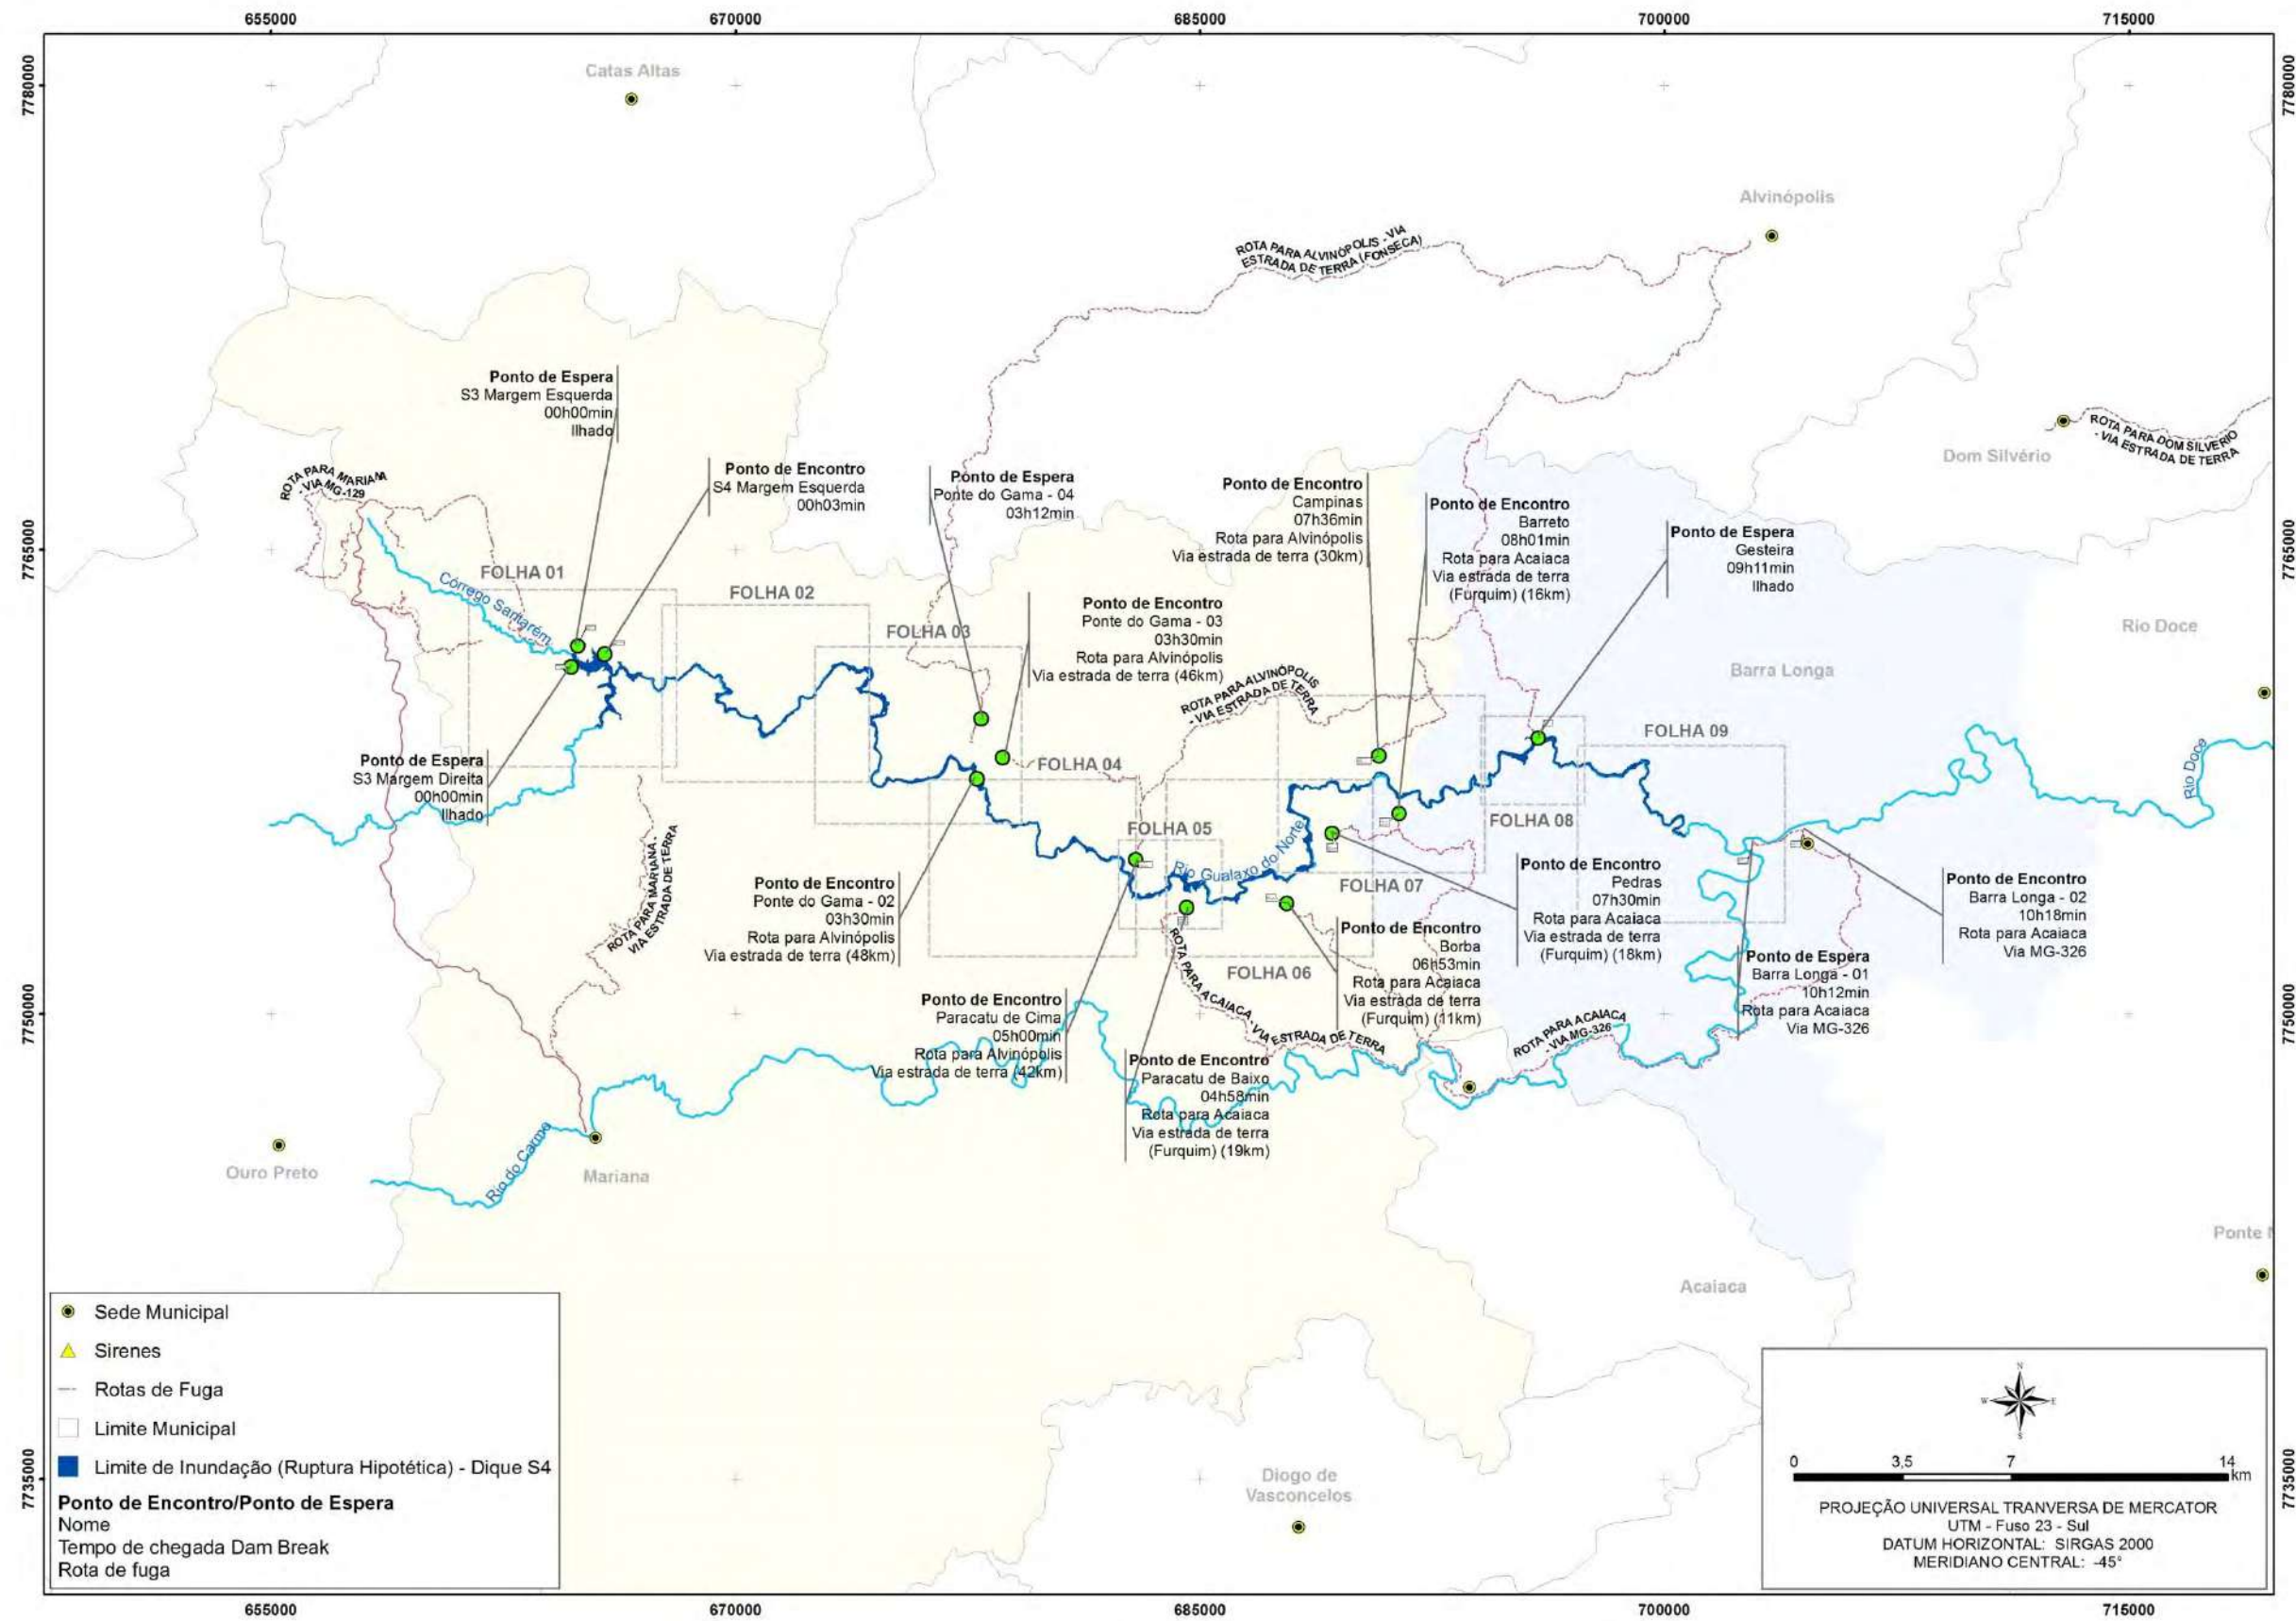 655000
670000
685000
700000
715000
7780000
7780000
Catas Altas
Alvinópolis
ROTA PARA ALVINÓPOLIS - VIA
ESTRADA DE TERRA (FONSECA)
Ponto de Espera
S3 Margem Esquerda
00h00min
Ilhado
ROTA PARA DOM SILVERIO
- VIA ESTRADA DE TERRA
Dom Silvério
ROTA PARA MARIANA
- VIA MG-129
Ponto de Encontro
S4 Margem Esquerda
00h03min
Ponto de Espera
Ponte do Gama - 04
03h12min
Ponto de Encontro
Campinas
07h36min
Rota para Alvinópolis
Via estrada de terra (30km)
Ponto de Encontro
Barreto
08h01min
Rota para Acaiaca
Via estrada de terra
(Furquim) (16km)
Ponto de Espera
Gesteira
09h11min
Ilhado
7765000
7765000
FOLHA 01
Córrego Santarém
FOLHA 02
FOLHA 03
Ponto de Encontro
Ponte do Gama - 03
03h30min
Rota para Alvinópolis
Via estrada de terra (46km)
Rio Doce
Barra Longa
ROTA PARA ALVINÓPOLIS
- VIA ESTRADA DE TERRA
FOLHA 09
Ponto de Espera
S3 Margem Direita
00h00min
Ilhado
FOLHA 04
Rio Doce
FOLHA 05
FOLHA 08
Rio Gualaxo do Norte
ROTA PARA MARIANA -
VIA ESTRADA DE TERRA
Ponto de Encontro
Ponte do Gama - 02
03h30min
Rota para Alvinópolis
Via estrada de terra (48km)
FOLHA 07
Ponto de Encontro
Pedras
07h30min
Rota para Acaiaca
Via estrada de terra
(Furquim) (18km)
Ponto de Encontro
Barra Longa - 02
10h18min
Rota para Acaiaca
Via MG-326
Ponto de Encontro
Borba
06h53min
Rota para Acaiaca
Via estrada de terra
(Furquim) (11km)
Ponto de Espera
Barra Longa - 01
10h12min
Rota para Acaiaca
Via MG-326
FOLHA 06
ROTA PARA ACAIACA - VIA ESTRADA DE TERRA
Ponto de Encontro
Paracatu de Cima
05h00min
Rota para Alvinópolis
Via estrada de terra (42km)
7750000
7750000
ROTA PARA ACAIACA
- VIA MG-326
Ponto de Encontro
Paracatu de Baixo
04h58min
Rota para Acaiaca
Via estrada de terra
(Furquim) (19km)
Rio do Carmo
Ouro Preto
Mariana
Ponte N
Acaiaca
Sede Municipal
Sirenes
Rotas de Fuga
Limite Municipal
Limite de Inundação (Ruptura Hipotética) - Dique S4
Ponto de Encontro/Ponto de Espera
Nome
Tempo de chegada Dam Break
Rota de fuga
Diogo de
Vasconcelos
7735000
7735000
N
W E
S
0 3,5 7 14
km
PROJEÇÃO UNIVERSAL TRANVERSA DE MERCATOR
UTM - Fuso 23 - Sul
DATUM HORIZONTAL: SIRGAS 2000
MERIDIANO CENTRAL: -45°
655000
670000
685000
700000
715000